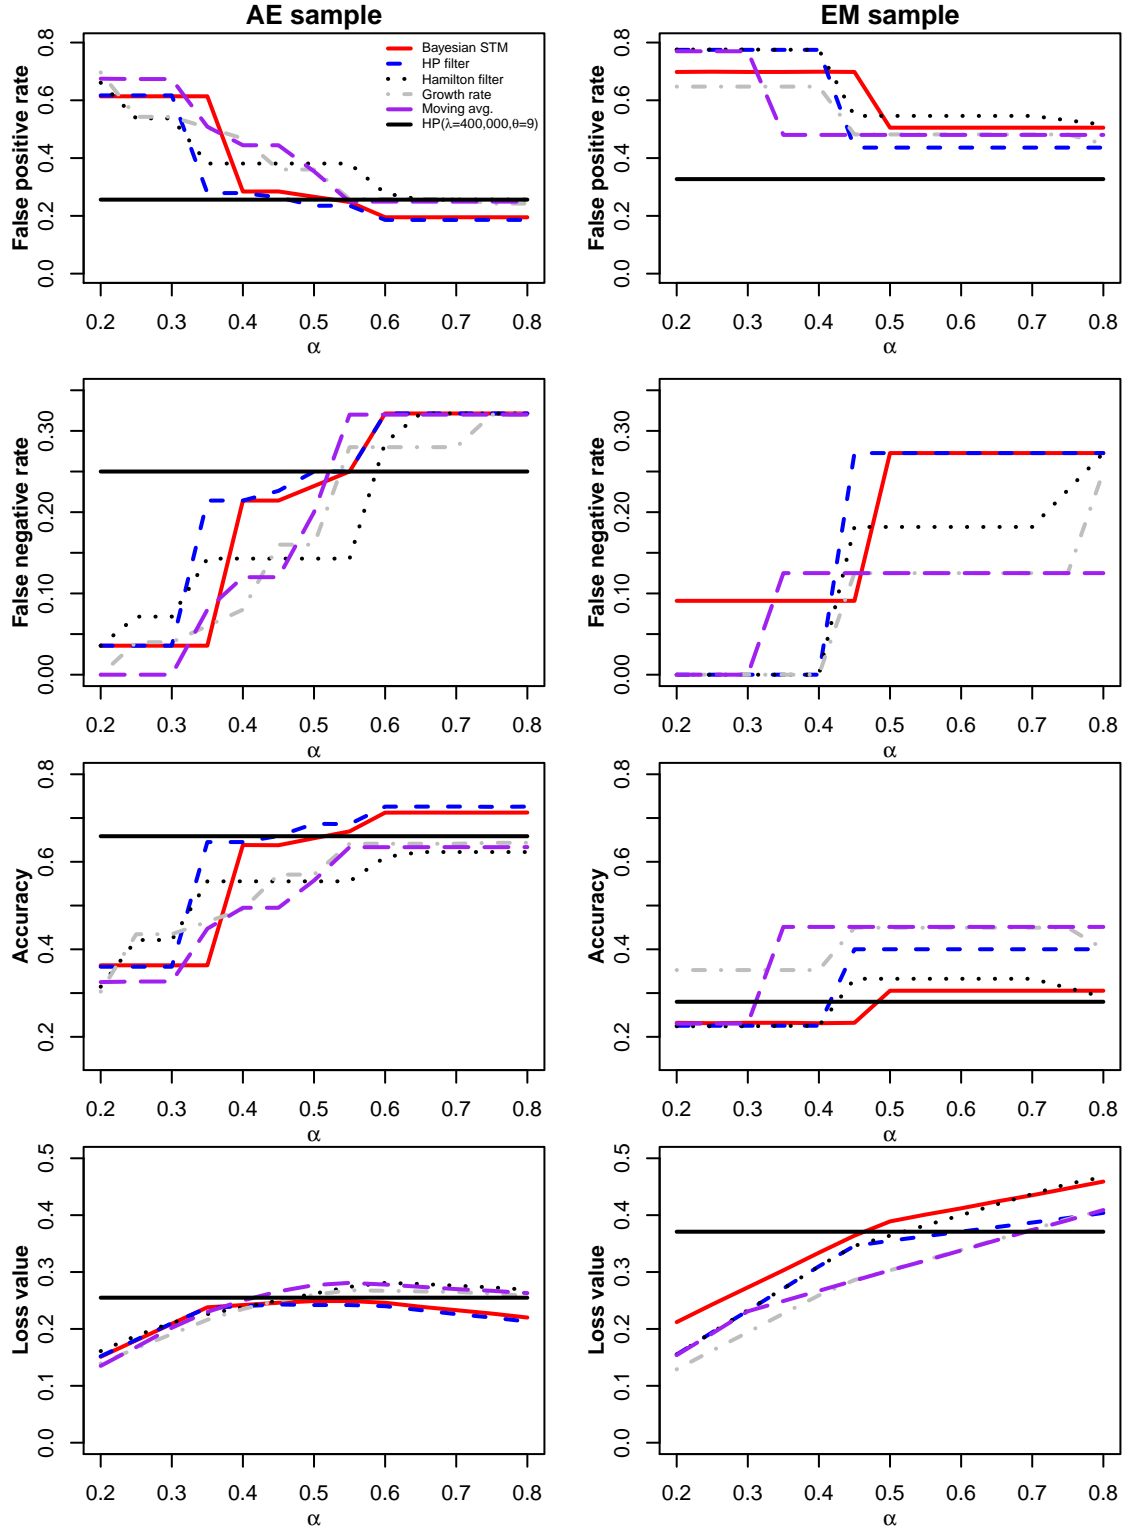 AE sample
EM sample
False positive rate
0.0 0.2 0.4 0.6 0.8
Bayesian STM
HP filter
Hamilton filter
Growth rate
Moving avg.
HP(λ=400,000,θ=9)
0.2 0.3 0.4 0.5 0.6 0.7 0.8
α
False positive rate
0.0 0.2 0.4 0.6 0.8
0.2 0.3 0.4 0.5 0.6 0.7 0.8
α
False negative rate
0.00 0.10 0.20 0.30
0.2 0.3 0.4 0.5 0.6 0.7 0.8
α
False negative rate
0.00 0.10 0.20 0.30
0.2 0.3 0.4 0.5 0.6 0.7 0.8
α
Accuracy
0.2 0.4 0.6 0.8
0.2 0.3 0.4 0.5 0.6 0.7 0.8
α
Accuracy
0.2 0.4 0.6 0.8
0.2 0.3 0.4 0.5 0.6 0.7 0.8
α
Loss value
0.0 0.1 0.2 0.3 0.4 0.5
0.2 0.3 0.4 0.5 0.6 0.7 0.8
α
Loss value
0.0 0.1 0.2 0.3 0.4 0.5
0.2 0.3 0.4 0.5 0.6 0.7 0.8
α